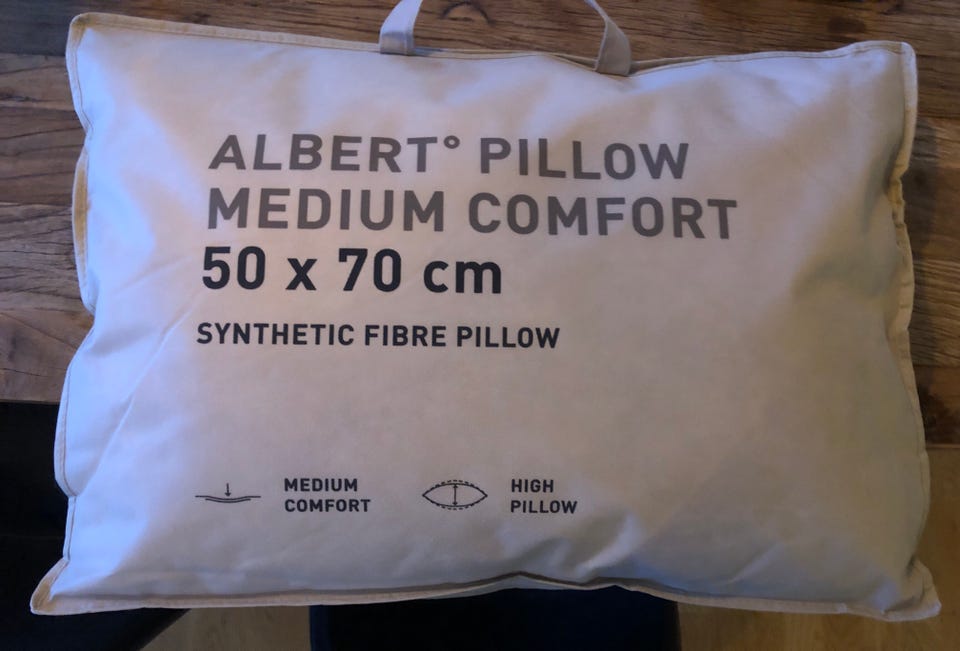 ALBERT° PILLOW
MEDIUM COMFORT
50 x 70 cm
SYNTHETIC FIBRE PILLOW
MEDIUM
COMFORT
HIGH
PILLOW